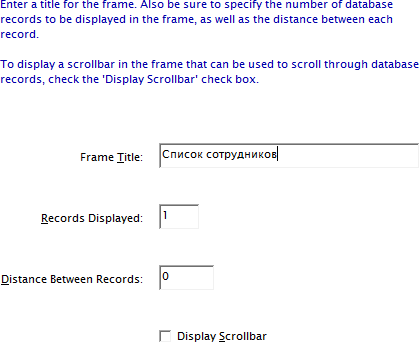 Enter a title for the frame. Also be sure to specify the number of database
records to be displayed in the frame, as well as the distance between each
record.
To display a scrollbar in the frame that can be used to scroll through database
records, check the 'Display Scrollbar' check box.
Frame Title: Список сотрудников
Records Displayed: 1
Distance Between Records: 0
Display Scrollbar